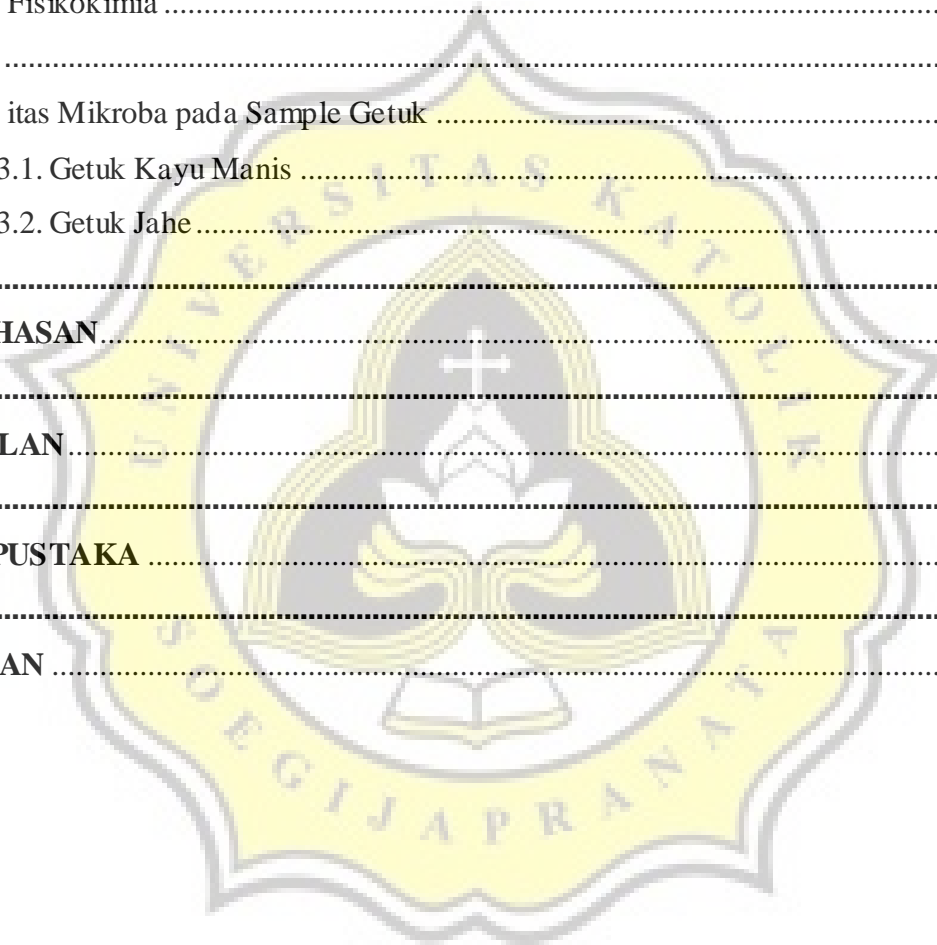 Fisikokimia ........................................................
........................................................
itas Mikroba pada Sample Getuk ........................................................
3.1. Getuk Kayu Manis ........................................................
3.2. Getuk Jahe ........................................................
........................................................
HASAN ........................................................
........................................................
LAN ........................................................
........................................................
PUSTAKA ........................................................
........................................................
AN ........................................................
UNIVERSITAS KATOLIK
SOEGIJAPRANATA